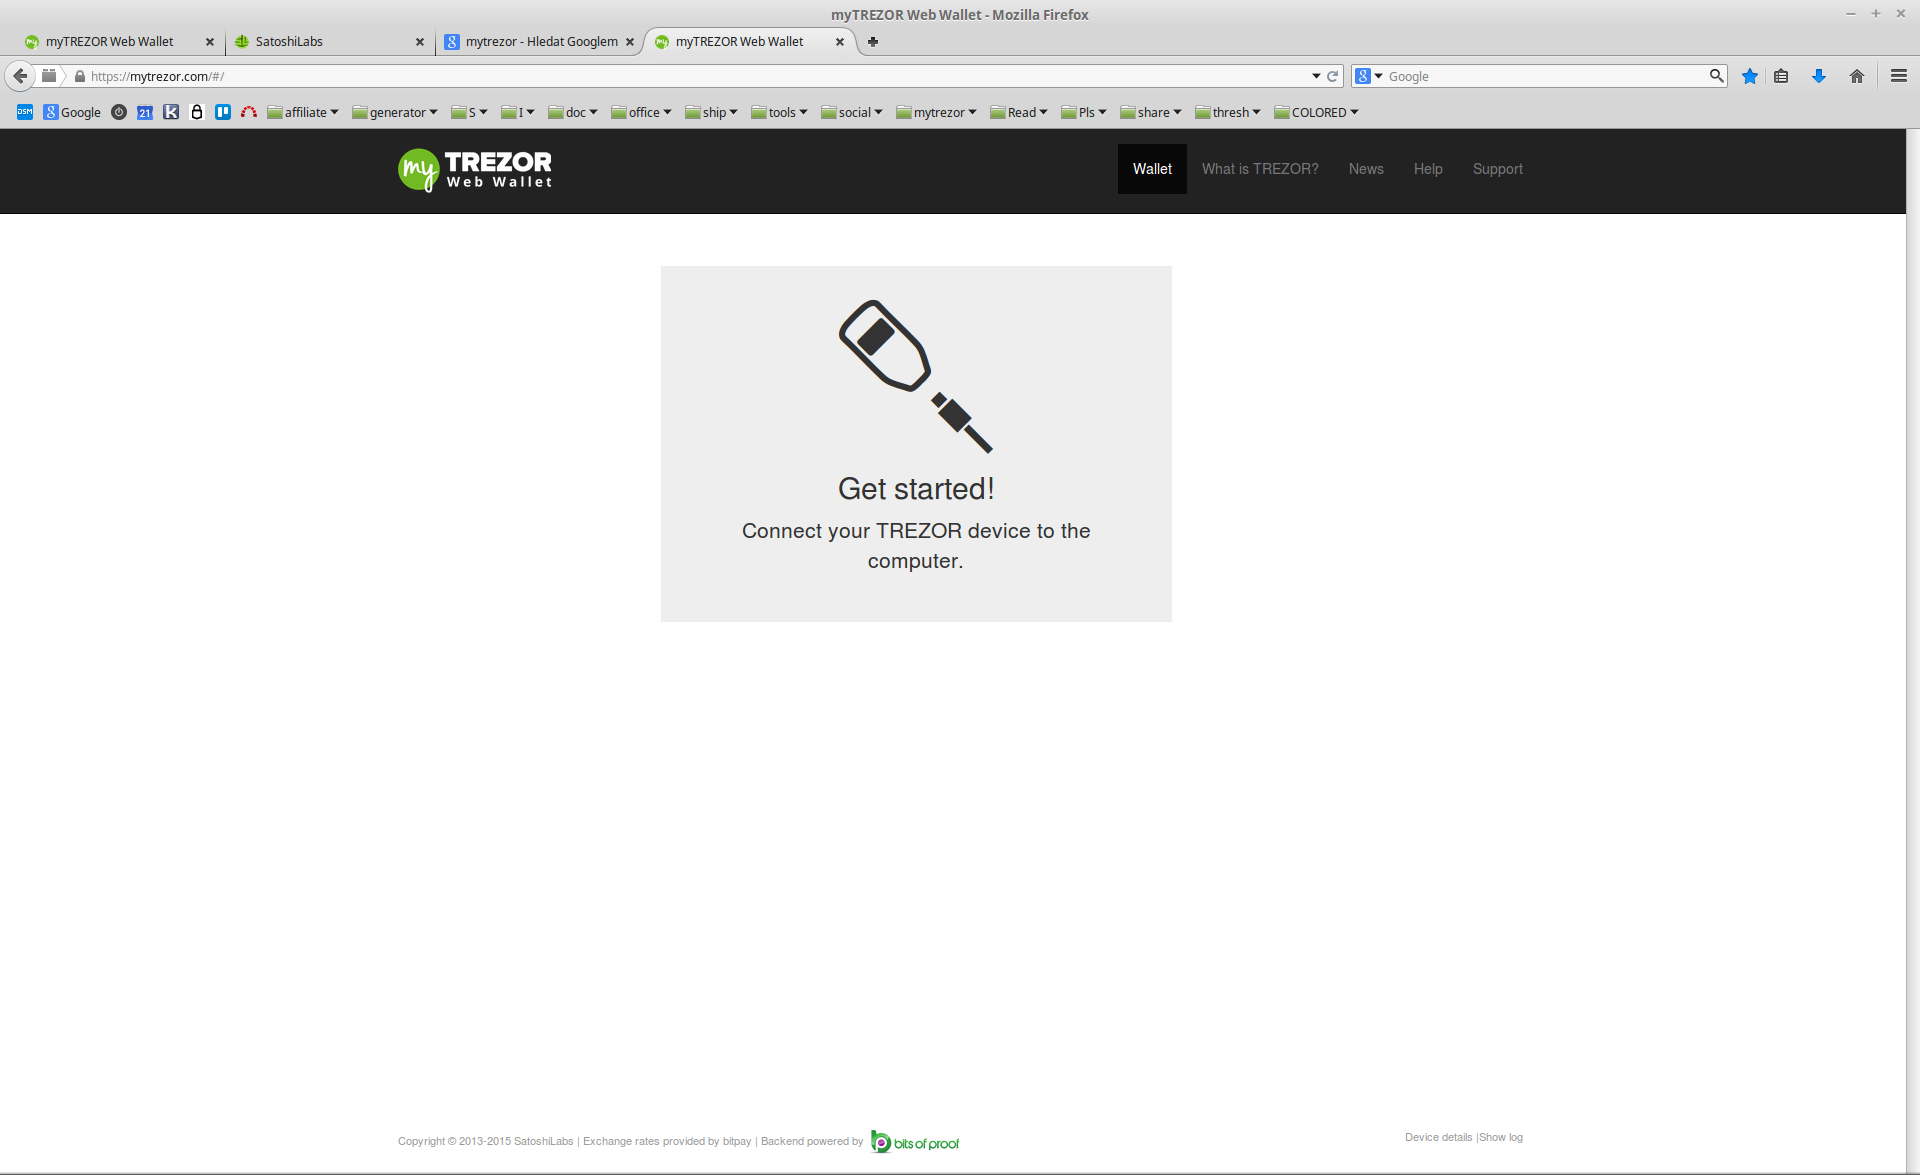 myTREZOR Web Wallet - Mozilla Firefox
myTREZOR Web Wallet
SatoshiLabs
mytrezor - Hledat Googlem
myTREZOR Web Wallet
https://mytrezor.com/#/
Google
DSM
Google
21
affiliate
generator
S
I
doc
office
ship
tools
social
mytrezor
Read
Pls
share
thresh
COLORED
my TREZOR
Web Wallet
Wallet
What is TREZOR?
News
Help
Support
Get started!
Connect your TREZOR device to the
computer.
Copyright © 2013-2015 SatoshiLabs | Exchange rates provided by bitpay | Backend powered by bits of proof
Device details |Show log